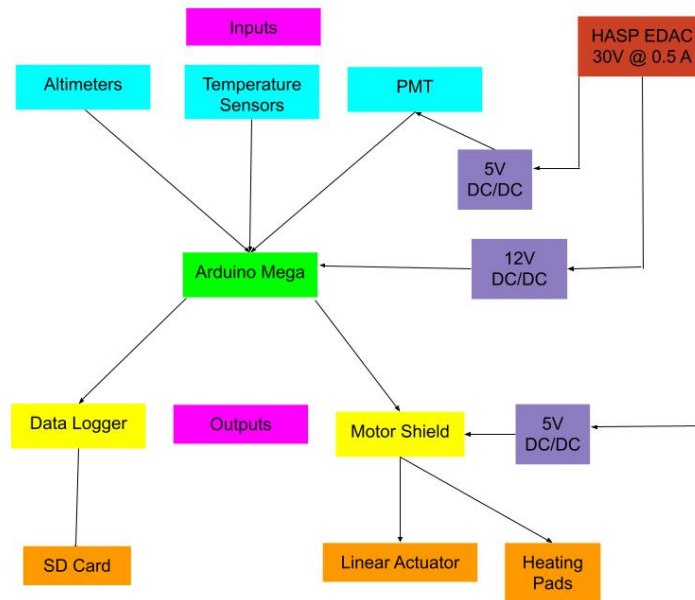 Inputs
HASP EDAC
30V @ 0.5 A
Altimeters
Temperature
Sensors
PMT
5V
DC/DC
Arduino Mega
12V
DC/DC
Data Logger
Outputs
Motor Shield
5V
DC/DC
SD Card
Linear Actuator
Heating
Pads